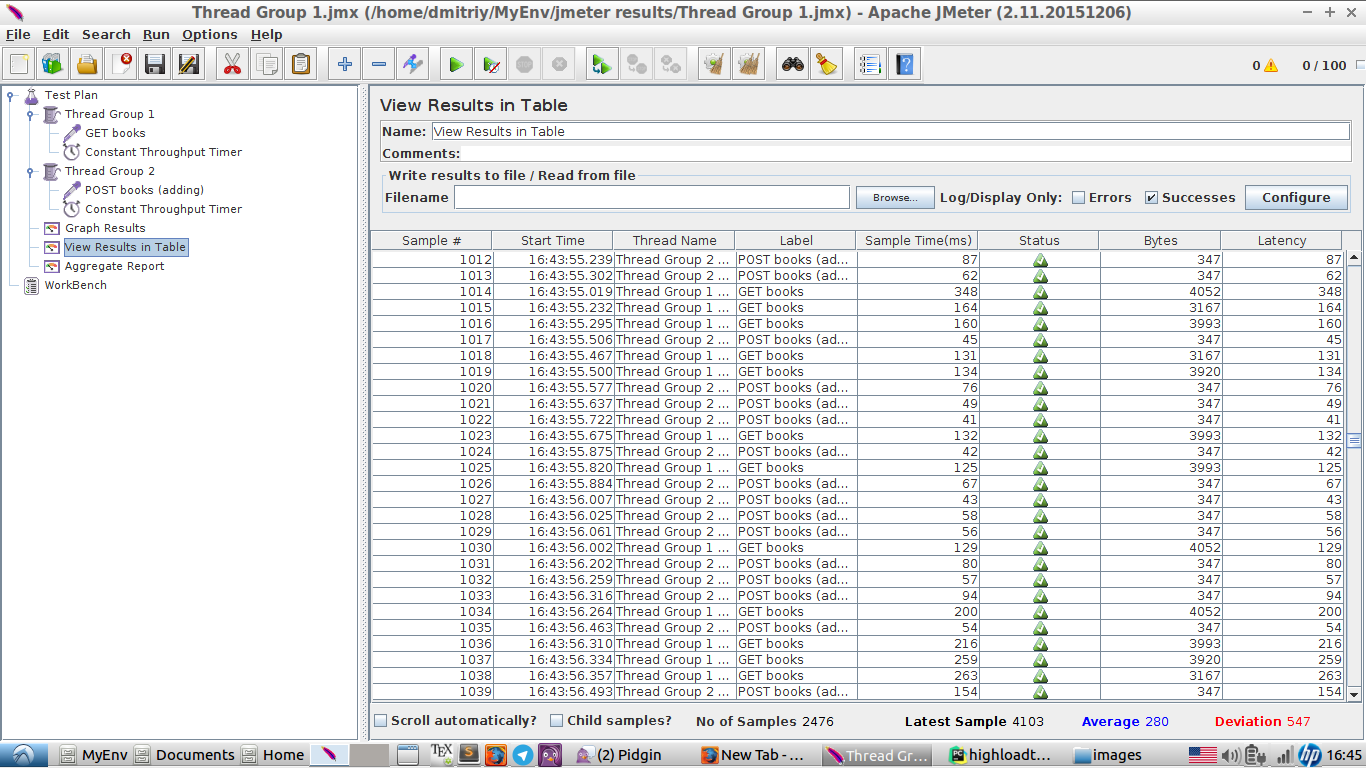 Thread Group 1.jmx (/home/dmitriy/MyEnv/jmeter results/Thread Group 1.jmx) - Apache JMeter (2.11.20151206)
File Edit Search Run Options Help
0 0 / 100
Test Plan
Thread Group 1
GET books
Constant Throughput Timer
Thread Group 2
POST books (adding)
Constant Throughput Timer
Graph Results
View Results in Table
Aggregate Report
WorkBench
View Results in Table
Name: View Results in Table
Comments:
Write results to file / Read from file
Filename Browse... Log/Display Only: Errors Successes Configure
Sample # Start Time Thread Name Label Sample Time(ms) Status Bytes Latency
1012 16:43:55.239 Thread Group 2 ... POST books (ad... 87 347 87
1013 16:43:55.302 Thread Group 2 ... POST books (ad... 62 347 62
1014 16:43:55.019 Thread Group 1 ... GET books 348 4052 348
1015 16:43:55.232 Thread Group 1 ... GET books 164 3167 164
1016 16:43:55.295 Thread Group 1 ... GET books 160 3993 160
1017 16:43:55.506 Thread Group 2 ... POST books (ad... 45 347 45
1018 16:43:55.467 Thread Group 1 ... GET books 131 3167 131
1019 16:43:55.500 Thread Group 1 ... GET books 134 3920 134
1020 16:43:55.577 Thread Group 2 ... POST books (ad... 76 347 76
1021 16:43:55.637 Thread Group 2 ... POST books (ad... 49 347 49
1022 16:43:55.722 Thread Group 2 ... POST books (ad... 41 347 41
1023 16:43:55.675 Thread Group 1 ... GET books 132 3993 132
1024 16:43:55.875 Thread Group 2 ... POST books (ad... 42 347 42
1025 16:43:55.820 Thread Group 1 ... GET books 125 3993 125
1026 16:43:55.884 Thread Group 2 ... POST books (ad... 67 347 67
1027 16:43:56.007 Thread Group 2 ... POST books (ad... 43 347 43
1028 16:43:56.025 Thread Group 2 ... POST books (ad... 58 347 58
1029 16:43:56.061 Thread Group 2 ... POST books (ad... 56 347 56
1030 16:43:56.002 Thread Group 1 ... GET books 129 4052 129
1031 16:43:56.202 Thread Group 2 ... POST books (ad... 80 347 80
1032 16:43:56.259 Thread Group 2 ... POST books (ad... 57 347 57
1033 16:43:56.316 Thread Group 2 ... POST books (ad... 94 347 94
1034 16:43:56.264 Thread Group 1 ... GET books 200 4052 200
1035 16:43:56.463 Thread Group 2 ... POST books (ad... 54 347 54
1036 16:43:56.310 Thread Group 1 ... GET books 216 3993 216
1037 16:43:56.334 Thread Group 1 ... GET books 259 3920 259
1038 16:43:56.357 Thread Group 1 ... GET books 263 3167 263
1039 16:43:56.493 Thread Group 2 ... POST books (ad... 154 347 154
Scroll automatically? Child samples? No of Samples 2476 Latest Sample 4103 Average 280 Deviation 547
MyEnv Documents Home TEX S (2) Pidgin New Tab - ... Thread Gr... PC highloadt... images hp 16:45